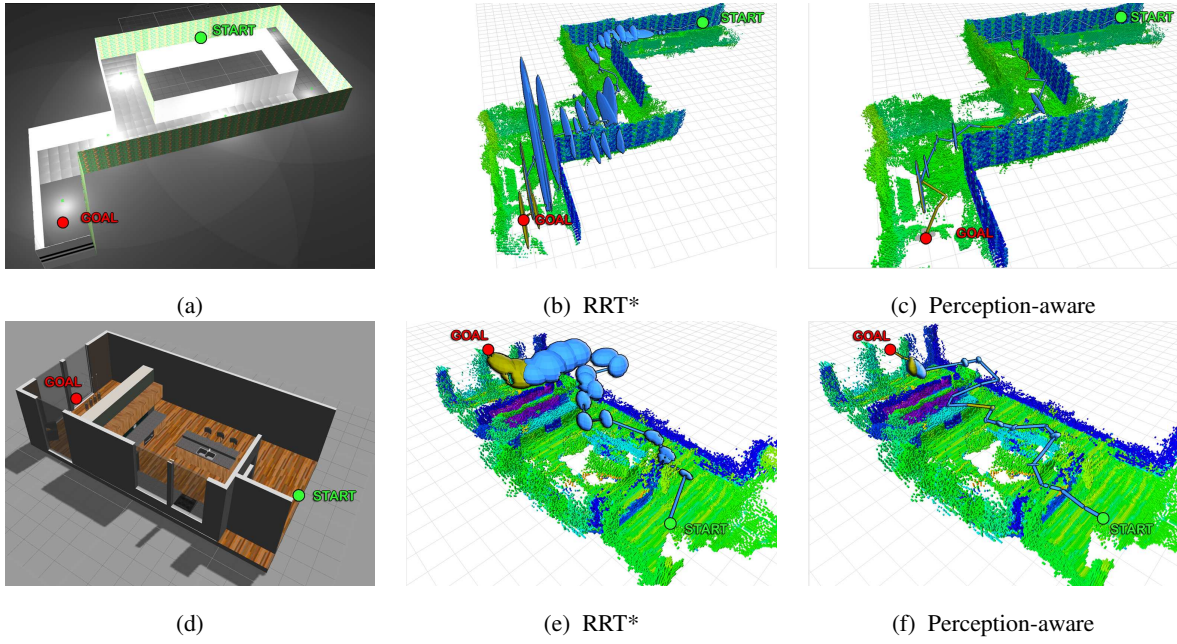 START
GOAL
START
GOAL
START
GOAL
(a)
(b) RRT*
(c) Perception-aware
GOAL
START
GOAL
START
GOAL
START
(d)
(e) RRT*
(f) Perception-aware